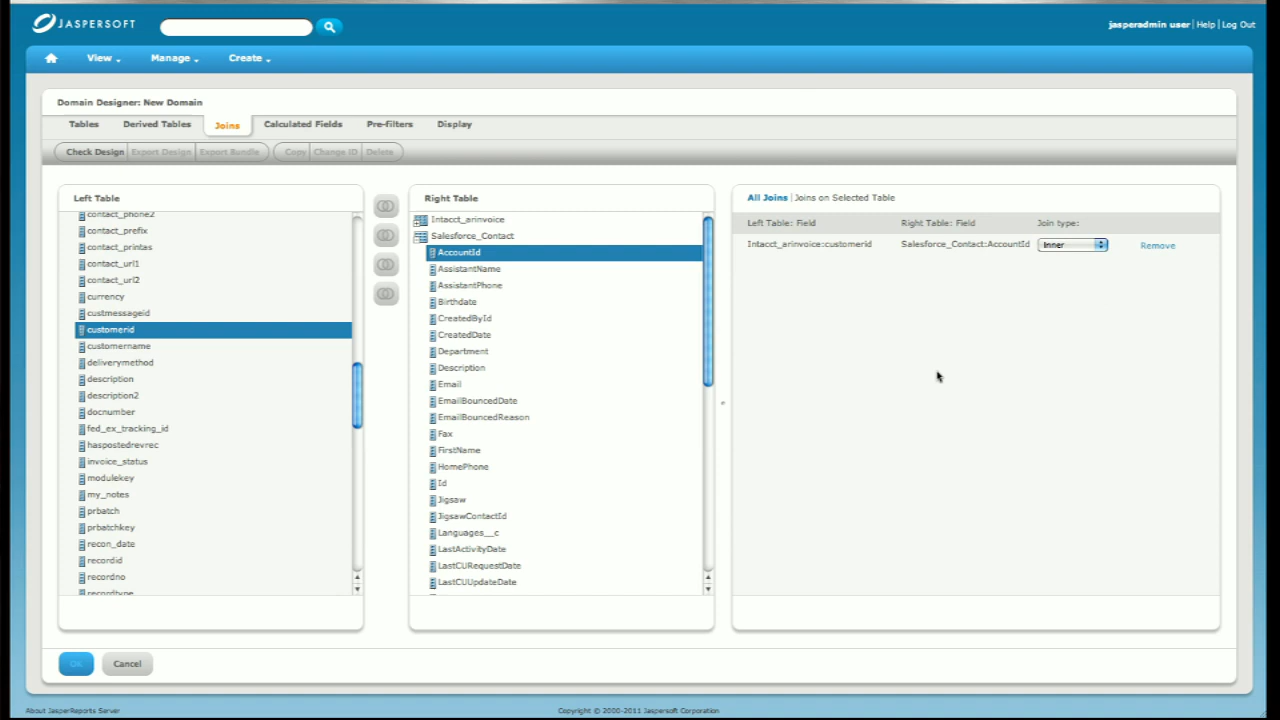 JASPERSOFT
jasperadmin user | Help | Log Out
View Manage Create
Domain Designer: New Domain
Tables Derived Tables Joins Calculated Fields Pre-filters Display
Check Design Export Design Export Bundle Copy Change ID Delete
Left Table
contact_phone2
contact_prefix
contact_printas
contact_url1
contact_url2
currency
custmessageid
customerid
customername
deliverymethod
description
description2
docnumber
fed_ex_tracking_id
haspostedrevrec
invoice_status
modulekey
my_notes
prbatch
prbatchkey
recon_date
recordid
recordno
recordtype
Right Table
Intacct_arinvoice
Salesforce_Contact
AccountId
AssistantName
AssistantPhone
Birthdate
CreatedById
CreatedDate
Department
Description
Email
EmailBouncedDate
EmailBouncedReason
Fax
FirstName
HomePhone
Id
Jigsaw
JigsawContactId
Languages__c
LastActivityDate
LastCURequestDate
LastCUUpdateDate
All Joins | Joins on Selected Table
Left Table: Field Right Table: Field Join type:
Intacct_arinvoice:customerid Salesforce_Contact:AccountId Inner Remove
OK Cancel
About JasperReports Server Copyright © 2000-2011 Jaspersoft Corporation